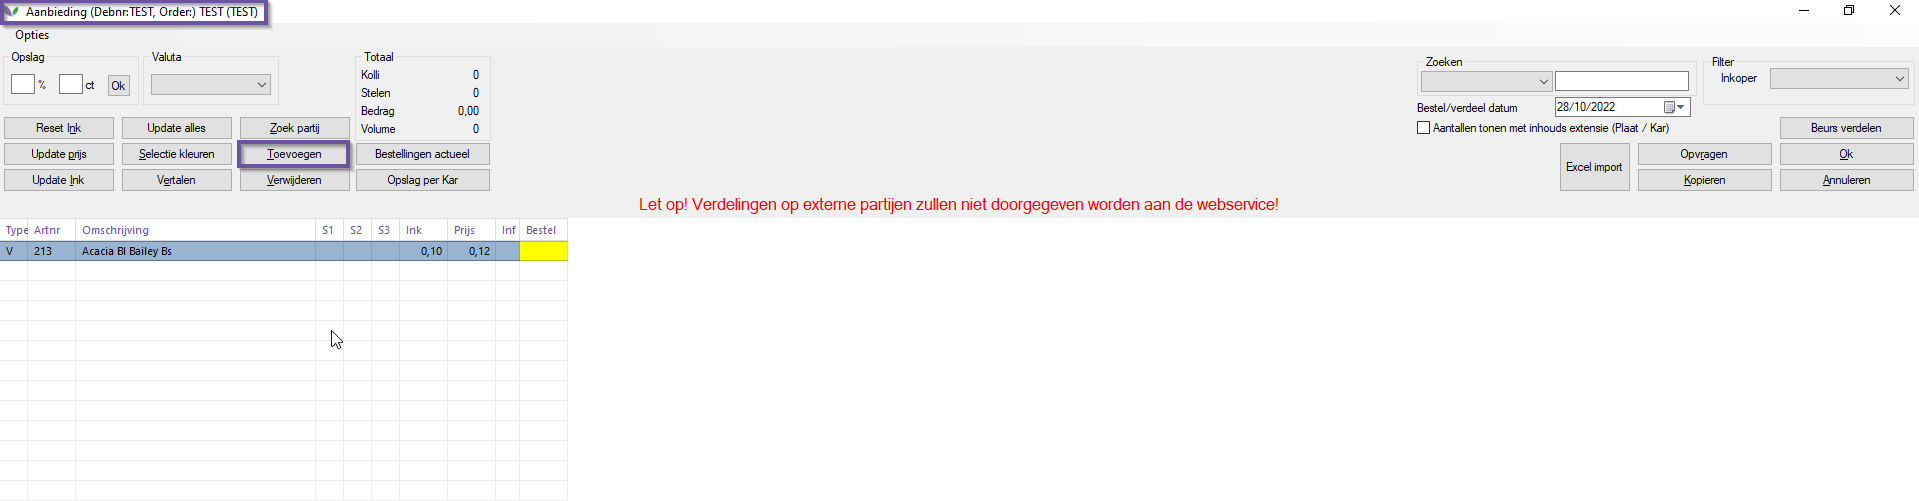 Aanbieding (Debnr:TEST, Order:) TEST (TEST)
Opties
Opslag
% ct Ok
Valuta
Totaal
Kolli 0
Stelen 0
Bedrag 0,00
Volume 0
Reset Ink Update alles Zoek partij
Update prijs Selectie kleuren Toevoegen Bestellingen actueel
Update Ink Vertalen Verwijderen Opslag per Kar
Zoeken
Filter
Inkoper
Bestel/verdeel datum 28/10/2022
Aantallen tonen met inhouds extensie (Plaat / Kar)
Beurs verdelen
Excel import Opvragen Ok
Kopieren Annuleren
Let op! Verdelingen op externe partijen zullen niet doorgegeven worden aan de webservice!
Type Artnr Omschrijving S1 S2 S3 Ink Prijs Inf Bestel
V 213 Acacia Bl Bailey Bs 0,10 0,12